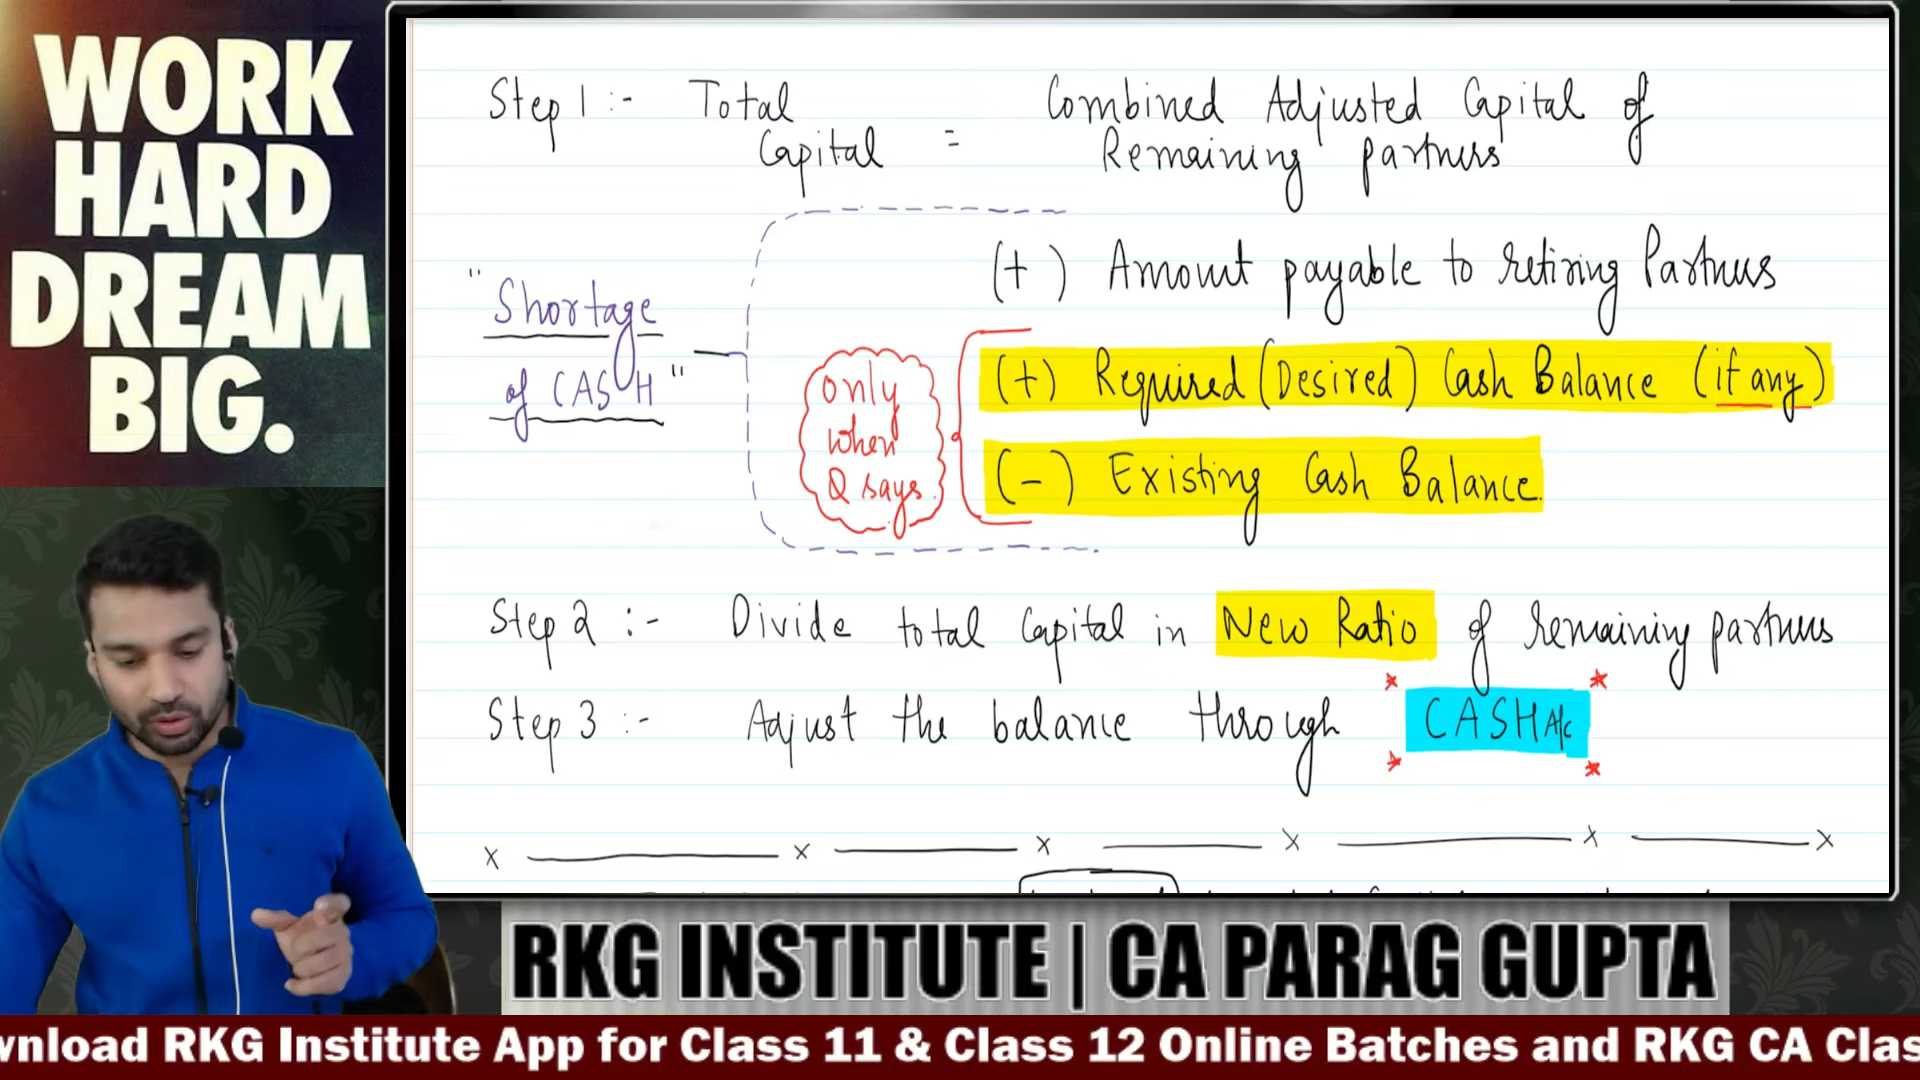 WORK
HARD
DREAM
BIG.
Step 1 :- Total Capital = Combined Adjusted Capital of
Remaining partners
(+) Amount payable to retiring Partners
"Shortage
of CASH"
only
when
Q says.
(+) Required (Desired) Cash Balance (if any)
(-) Existing Cash Balance.
Step 2 :- Divide total Capital in New Ratio of remaining partners
Step 3 :- Adjust the balance through CASH A/c
x x x x x x
RKG INSTITUTE | CA PARAG GUPTA
wnload RKG Institute App for Class 11 & Class 12 Online Batches and RKG CA Clas